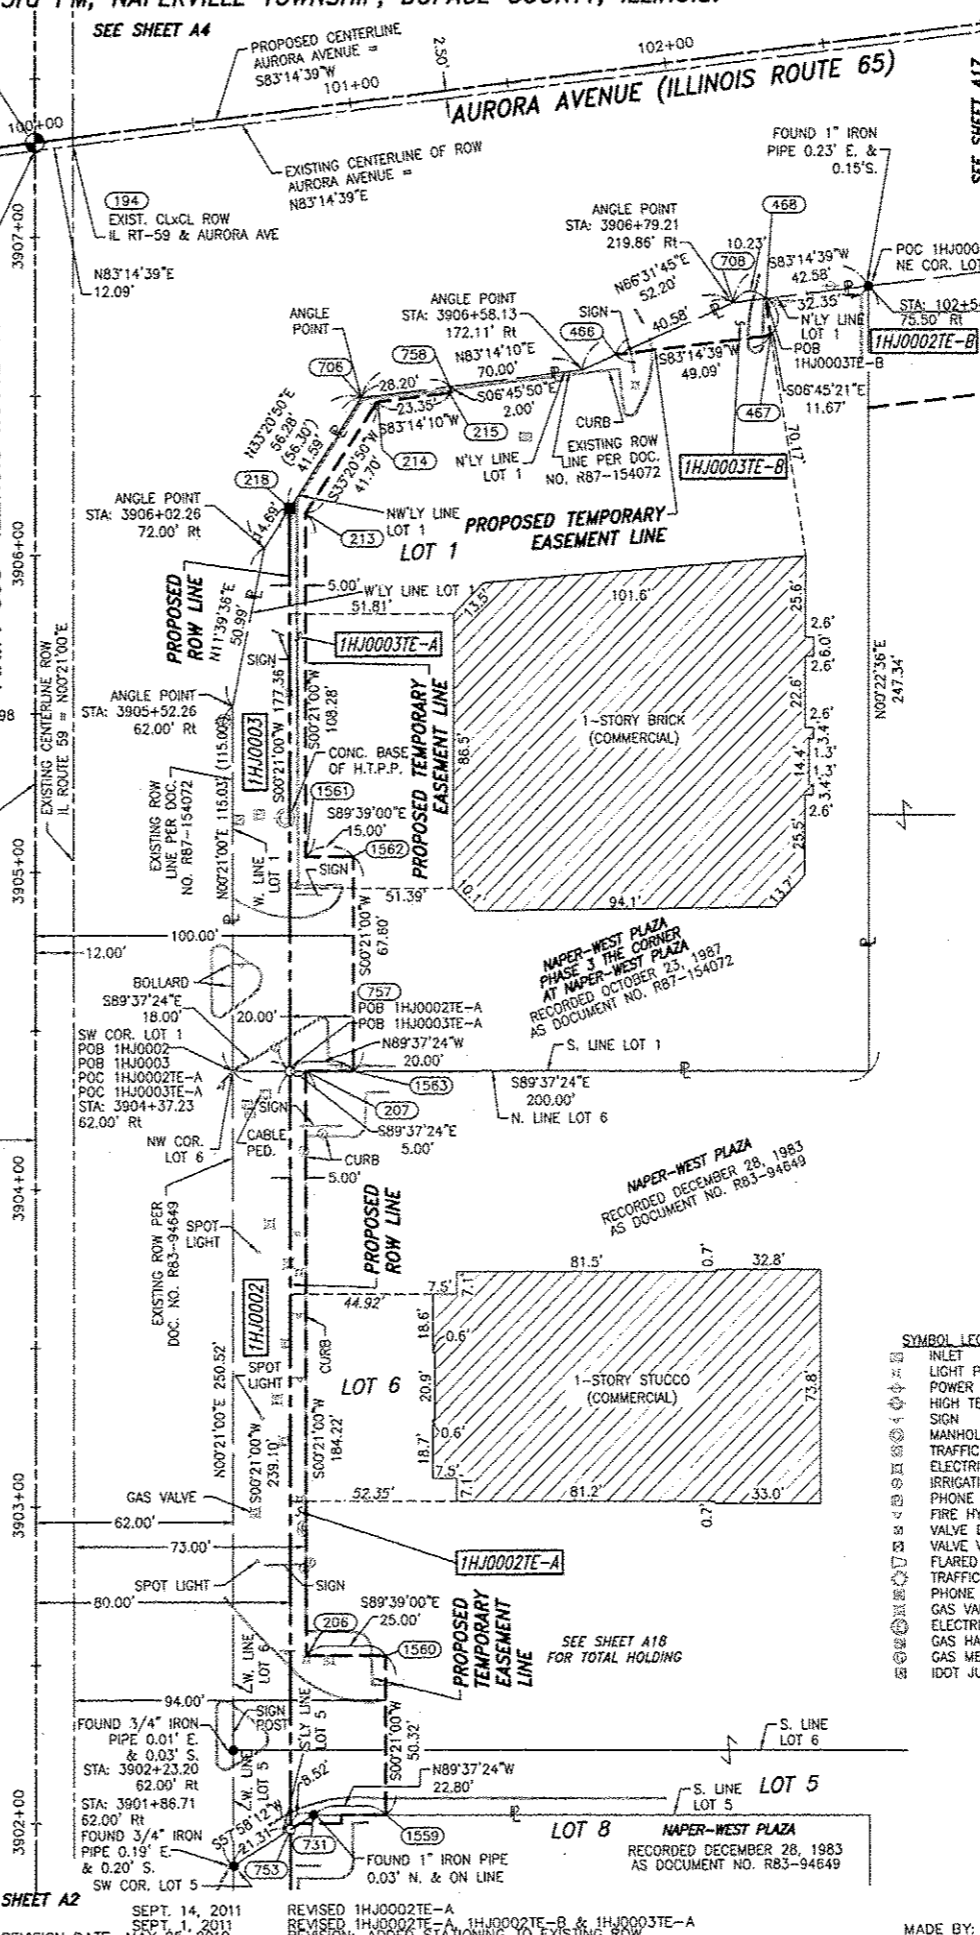 SEE SHEET A4
PROPOSED CENTERLINE
AURORA AVENUE =
S83°14'39"W
2.50'
100+00
101+00
102+00
AURORA AVENUE (ILLINOIS ROUTE 65)
EXISTING CENTERLINE OF ROW
AURORA AVENUE =
N83°14'39"E
FOUND 1" IRON
PIPE 0.23' E. &
0.15'S.
194
EXIST. CLxCL ROW
IL RT-59 & AURORA AVE
N83°14'39"E
12.09'
3907+00
ANGLE POINT
STA: 3906+79.21
219.86' Rt
468
10.23'
708
S83°14'39"W
42.58'
32.35'
N'LY LINE
LOT 1
POB
1HJ0003TE-B
NE COR. LOT
75.50' Rt
1HJ0002TE-B
N66°31'45"E
52.20'
40.58'
ANGLE POINT
STA: 3906+58.13
172.11' Rt
SIGN
466
ANGLE
POINT
706
758
N83°14'10"E
70.00'
28.20'
23.35'
S83°14'10"W
S06°45'50"E
2.00'
215
214
S83°14'39"W
49.09'
S06°45'21"E
11.67'
467
70.17'
CURB
EXISTING ROW
LINE PER DOC.
NO. R87-154072
1HJ0003TE-B
N'LY LINE
LOT 1
N33°20'50"E
56.28'
(56.30')
41.59'
S33°20'50"W
41.70'
218
14.69'
ANGLE POINT
STA: 3906+02.26
72.00' Rt
NW'LY LINE
LOT 1
213
LOT 1
PROPOSED TEMPORARY
EASEMENT LINE
3906+00
PROPOSED
ROW LINE
N11°39'36"E
50.99'
5.00'
W'LY LINE LOT 1
51.81'
13.5'
101.6'
25.6'
2.6'
6.0'
2.6'
22.6'
2.6'
3.4'
1.3'
14.4'
1.3'
3.4'
2.6'
25.5'
13.7'
94.1'
10.1'
86.5'
1-STORY BRICK
(COMMERCIAL)
N00°22'36"E
247.34'
1HJ0003TE-A
SIGN
S00°21'00"W 177.36'
S00°21'00"W
108.28'
PROPOSED TEMPORARY
EASEMENT LINE
ANGLE POINT
STA: 3905+52.26
62.00' Rt
1HJ0003
CONC. BASE
OF H.T.P.P.
1561
S89°39'00"E
15.00'
1562
SIGN
51.39'
EXISTING CENTERLINE ROW
IL ROUTE 59 = N00°21'00"E
EXISTING ROW
LINE PER DOC.
NO. R87-154072
N00°21'00"E 115.03' (115.00')
W. LINE
LOT 1
3905+00
S00°21'00"W
67.80'
100.00'
12.00'
BOLLARD
S89°37'24"E
18.00'
20.00'
757
POB 1HJ0002TE-A
POB 1HJ0003TE-A
N89°37'24"W
20.00'
NAPER-WEST PLAZA
PHASE 3 THE CORNER
AT NAPER-WEST PLAZA
RECORDED OCTOBER 23, 1987
AS DOCUMENT NO. R87-154072
SW COR. LOT 1
POB 1HJ0002
POB 1HJ0003
POC 1HJ0002TE-A
POC 1HJ0003TE-A
STA: 3904+37.23
62.00' Rt
S. LINE LOT 1
1563
S89°37'24"E
200.00'
N. LINE LOT 6
207
S89°37'24"E
5.00'
NW COR.
LOT 6
CABLE
PED.
SIGN
CURB
5.00'
3904+00
NAPER-WEST PLAZA
RECORDED DECEMBER 28, 1983
AS DOCUMENT NO. R83-94649
PROPOSED
ROW LINE
EXISTING ROW PER
DOC. NO. R83-94649
SPOT
LIGHT
1HJ0002
44.92'
81.5'
0.7'
32.8'
7.5'
7.1'
18.6'
0.6'
20.9'
0.6'
18.7'
7.5'
7.1'
81.2'
0.7'
33.0'
73.8'
1-STORY STUCCO
(COMMERCIAL)
CURB
LOT 6
SPOT
LIGHT
N00°21'00"E 250.52'
S00°21'00"W
239.10'
S00°21'00"W
184.22'
52.35'
GAS VALVE
3903+00
62.00'
73.00'
1HJ0002TE-A
SPOT LIGHT
SIGN
80.00'
S89°39'00"E
25.00'
206
1560
PROPOSED
TEMPORARY
EASEMENT
LINE
SEE SHEET A18
FOR TOTAL HOLDING
SYMBOL
INLET
POWER
SIGN
FLARED
PHONE
W. LINE
LOT 6
94.00'
SIGN
POST
FOUND 3/4" IRON
PIPE 0.01' E.
& 0.03' S.
STA: 3902+23.20
62.00' Rt
S'LY LINE
LOT 5
8.52'
S00°21'00"W
50.32'
S. LINE
LOT 6
N89°37'24"W
22.80'
S. LINE
LOT 5
LOT 5
STA: 3901+86.71
62.00' Rt
W. LINE
LOT 5
21.31'
3902+00
FOUND 3/4" IRON
PIPE 0.19' E.
& 0.20' S.
SW COR. LOT 5
753
731
1559
FOUND 1" IRON PIPE
0.03' N. & ON LINE
LOT 8
NAPER-WEST PLAZA
RECORDED DECEMBER 28, 1983
AS DOCUMENT NO. R83-94649
SHEET A2
SEPT. 14, 2011 REVISED 1HJ0002TE-A
SEPT. 1, 2011 REVISED 1HJ0002TE-A, 1HJ0002TE-B & 1HJ0003TE-A
MADE BY: